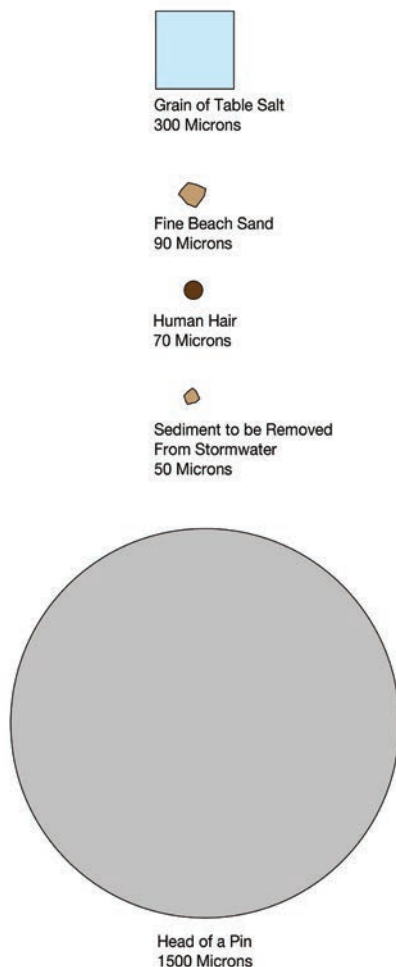 Grain of Table Salt
300 Microns
Fine Beach Sand
90 Microns
Human Hair
70 Microns
Sediment to be Removed
From Stormwater
50 Microns
Head of a Pin
1500 Microns